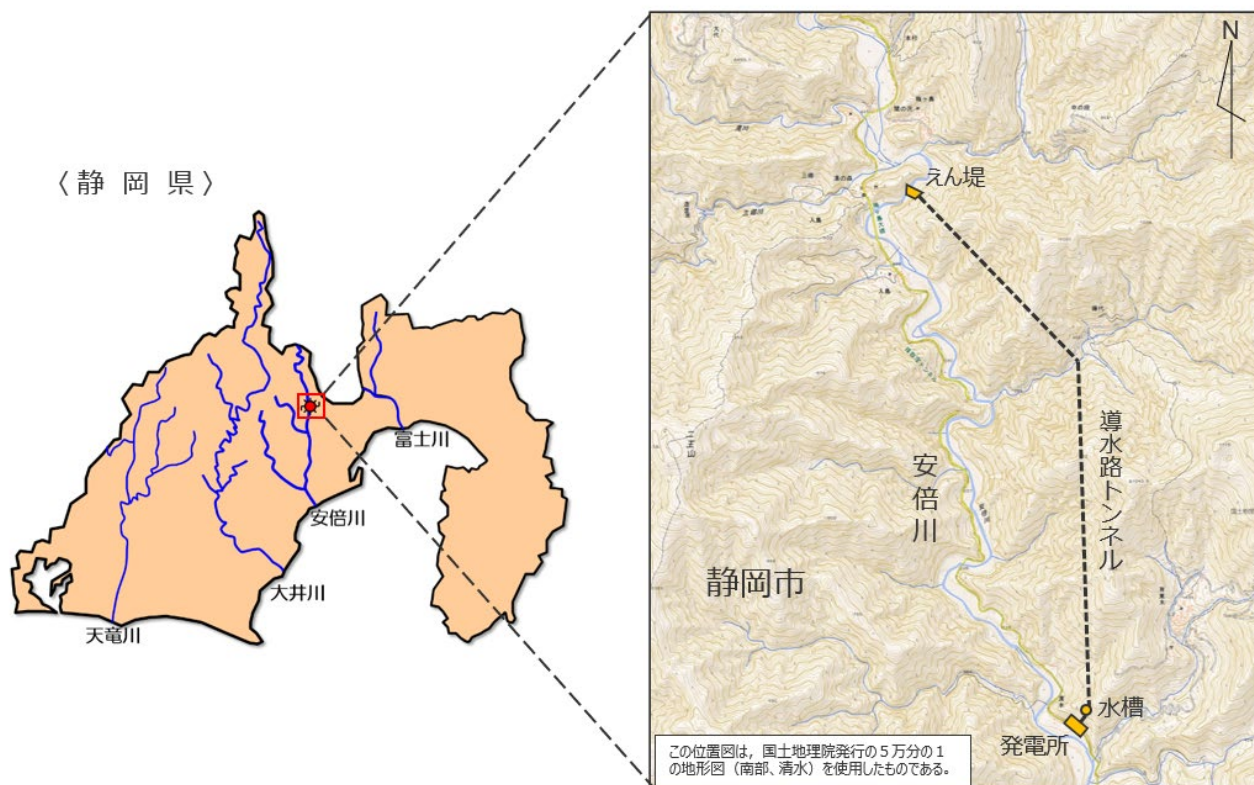 〈静岡県〉
富士川
安倍川
大井川
天竜川
N
えん堤
導水路トンネル
安倍川
静岡市
水槽
発電所
この位置図は，国土地理院発行の５万分の１
の地形図（南部、清水）を使用したものである。